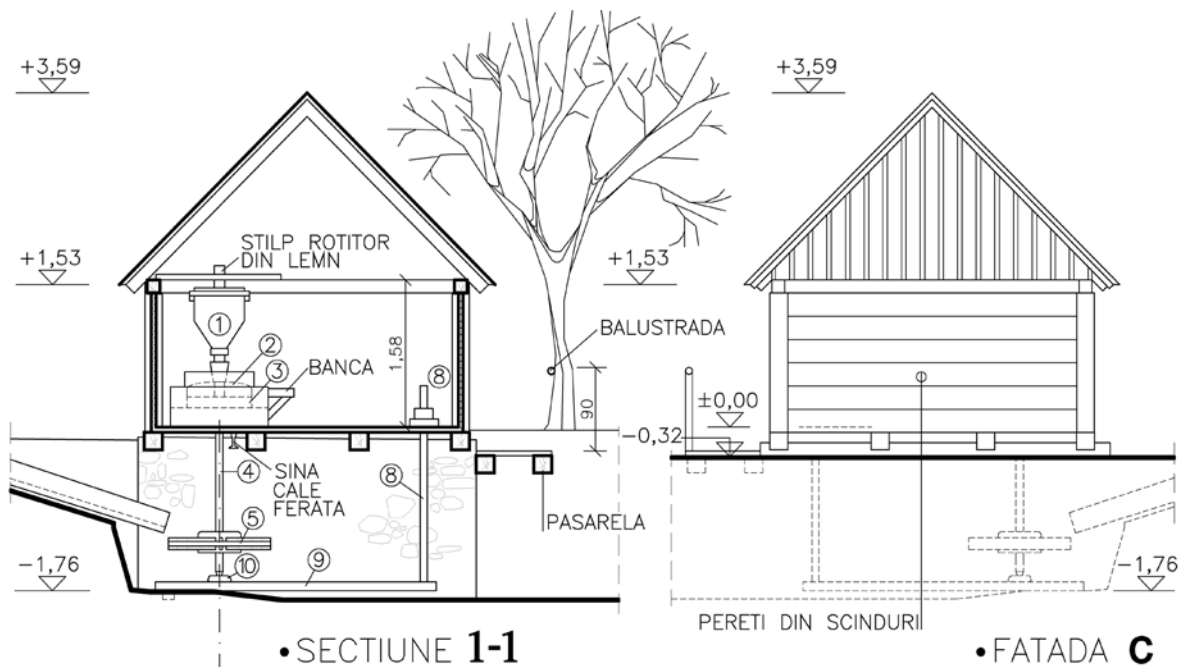 +3,59
+3,59
STILP ROTITOR
DIN LEMN
+1,53
+1,53
1
BALUSTRADA
2
1,58
3
BANCA
8
±0,00
90
−0,32
4
SINA
CALE
FERATA
8
5
PASARELA
−1,76
10
9
−1,76
PERETI DIN SCINDURI
•SECTIUNE 1-1
•FATADA C